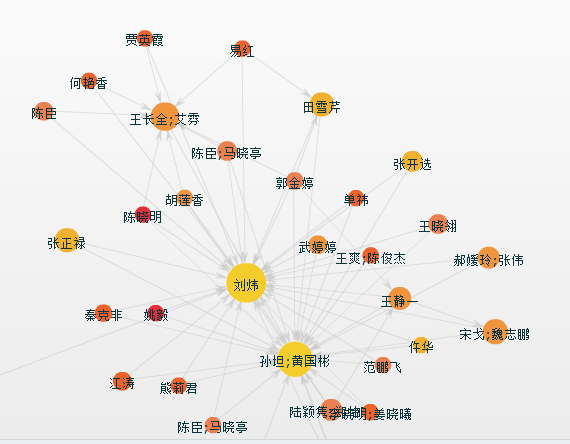 贾英霞
易红
何艳香
陈臣
王长全;艾雰
田雪芹
陈臣;马晓亭
张开选
郭金婷
胡莲香
单祎
陈晓明
王晓翎
张正禄
武婷婷
王爽;陈俊杰
郝媛玲;张伟
刘炜
王静一
秦克非
姚毅
宋戈;魏志鹏
仵华
孙坦;黄国彬
范鹏飞
江涛
熊莉君
陈臣;马晓亭